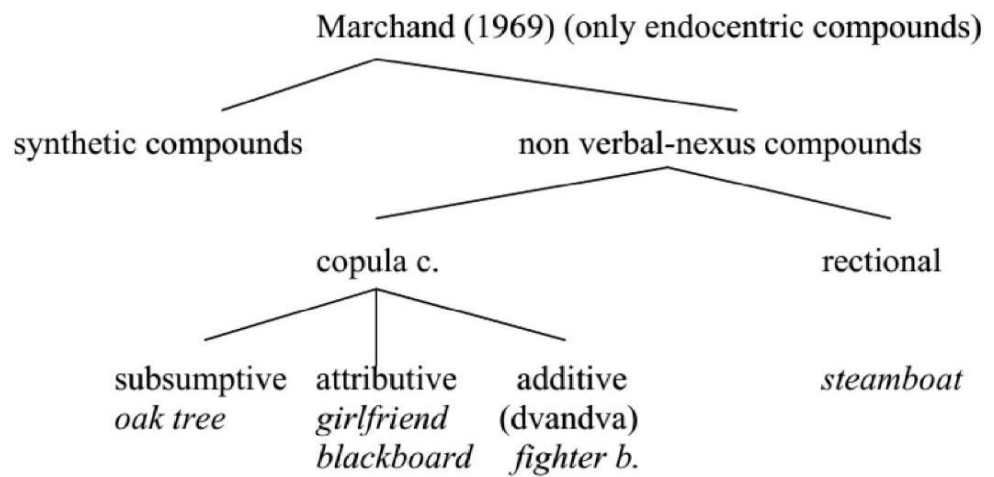 Marchand (1969) (only endocentric compounds)
synthetic compounds non verbal-nexus compounds
copula c. rectional
subsumptive attributive additive steamboat
oak tree girlfriend (dvandva)
blackboard fighter b.